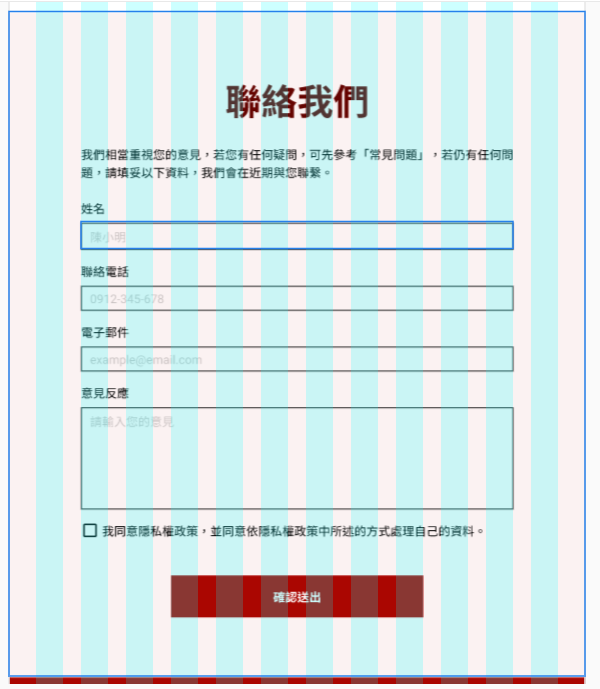 聯絡我們
我們相當重視您的意見，若您有任何疑問，可先參考「常見問題」，若仍有任何問
題，請填妥以下資料，我們會在近期與您聯繫。
姓名
陳小明
聯絡電話
0912-345-678
電子郵件
example@email.com
意見反應
請輸入您的意見
我同意隱私權政策，並同意依隱私權政策中所述的方式處理自己的資料。
確認送出